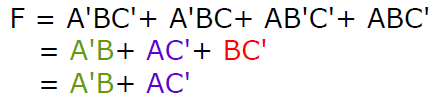 F = A'BC'+ A'BC+ AB'C'+ ABC'
= A'B+ AC'+ BC'
= A'B+ AC'